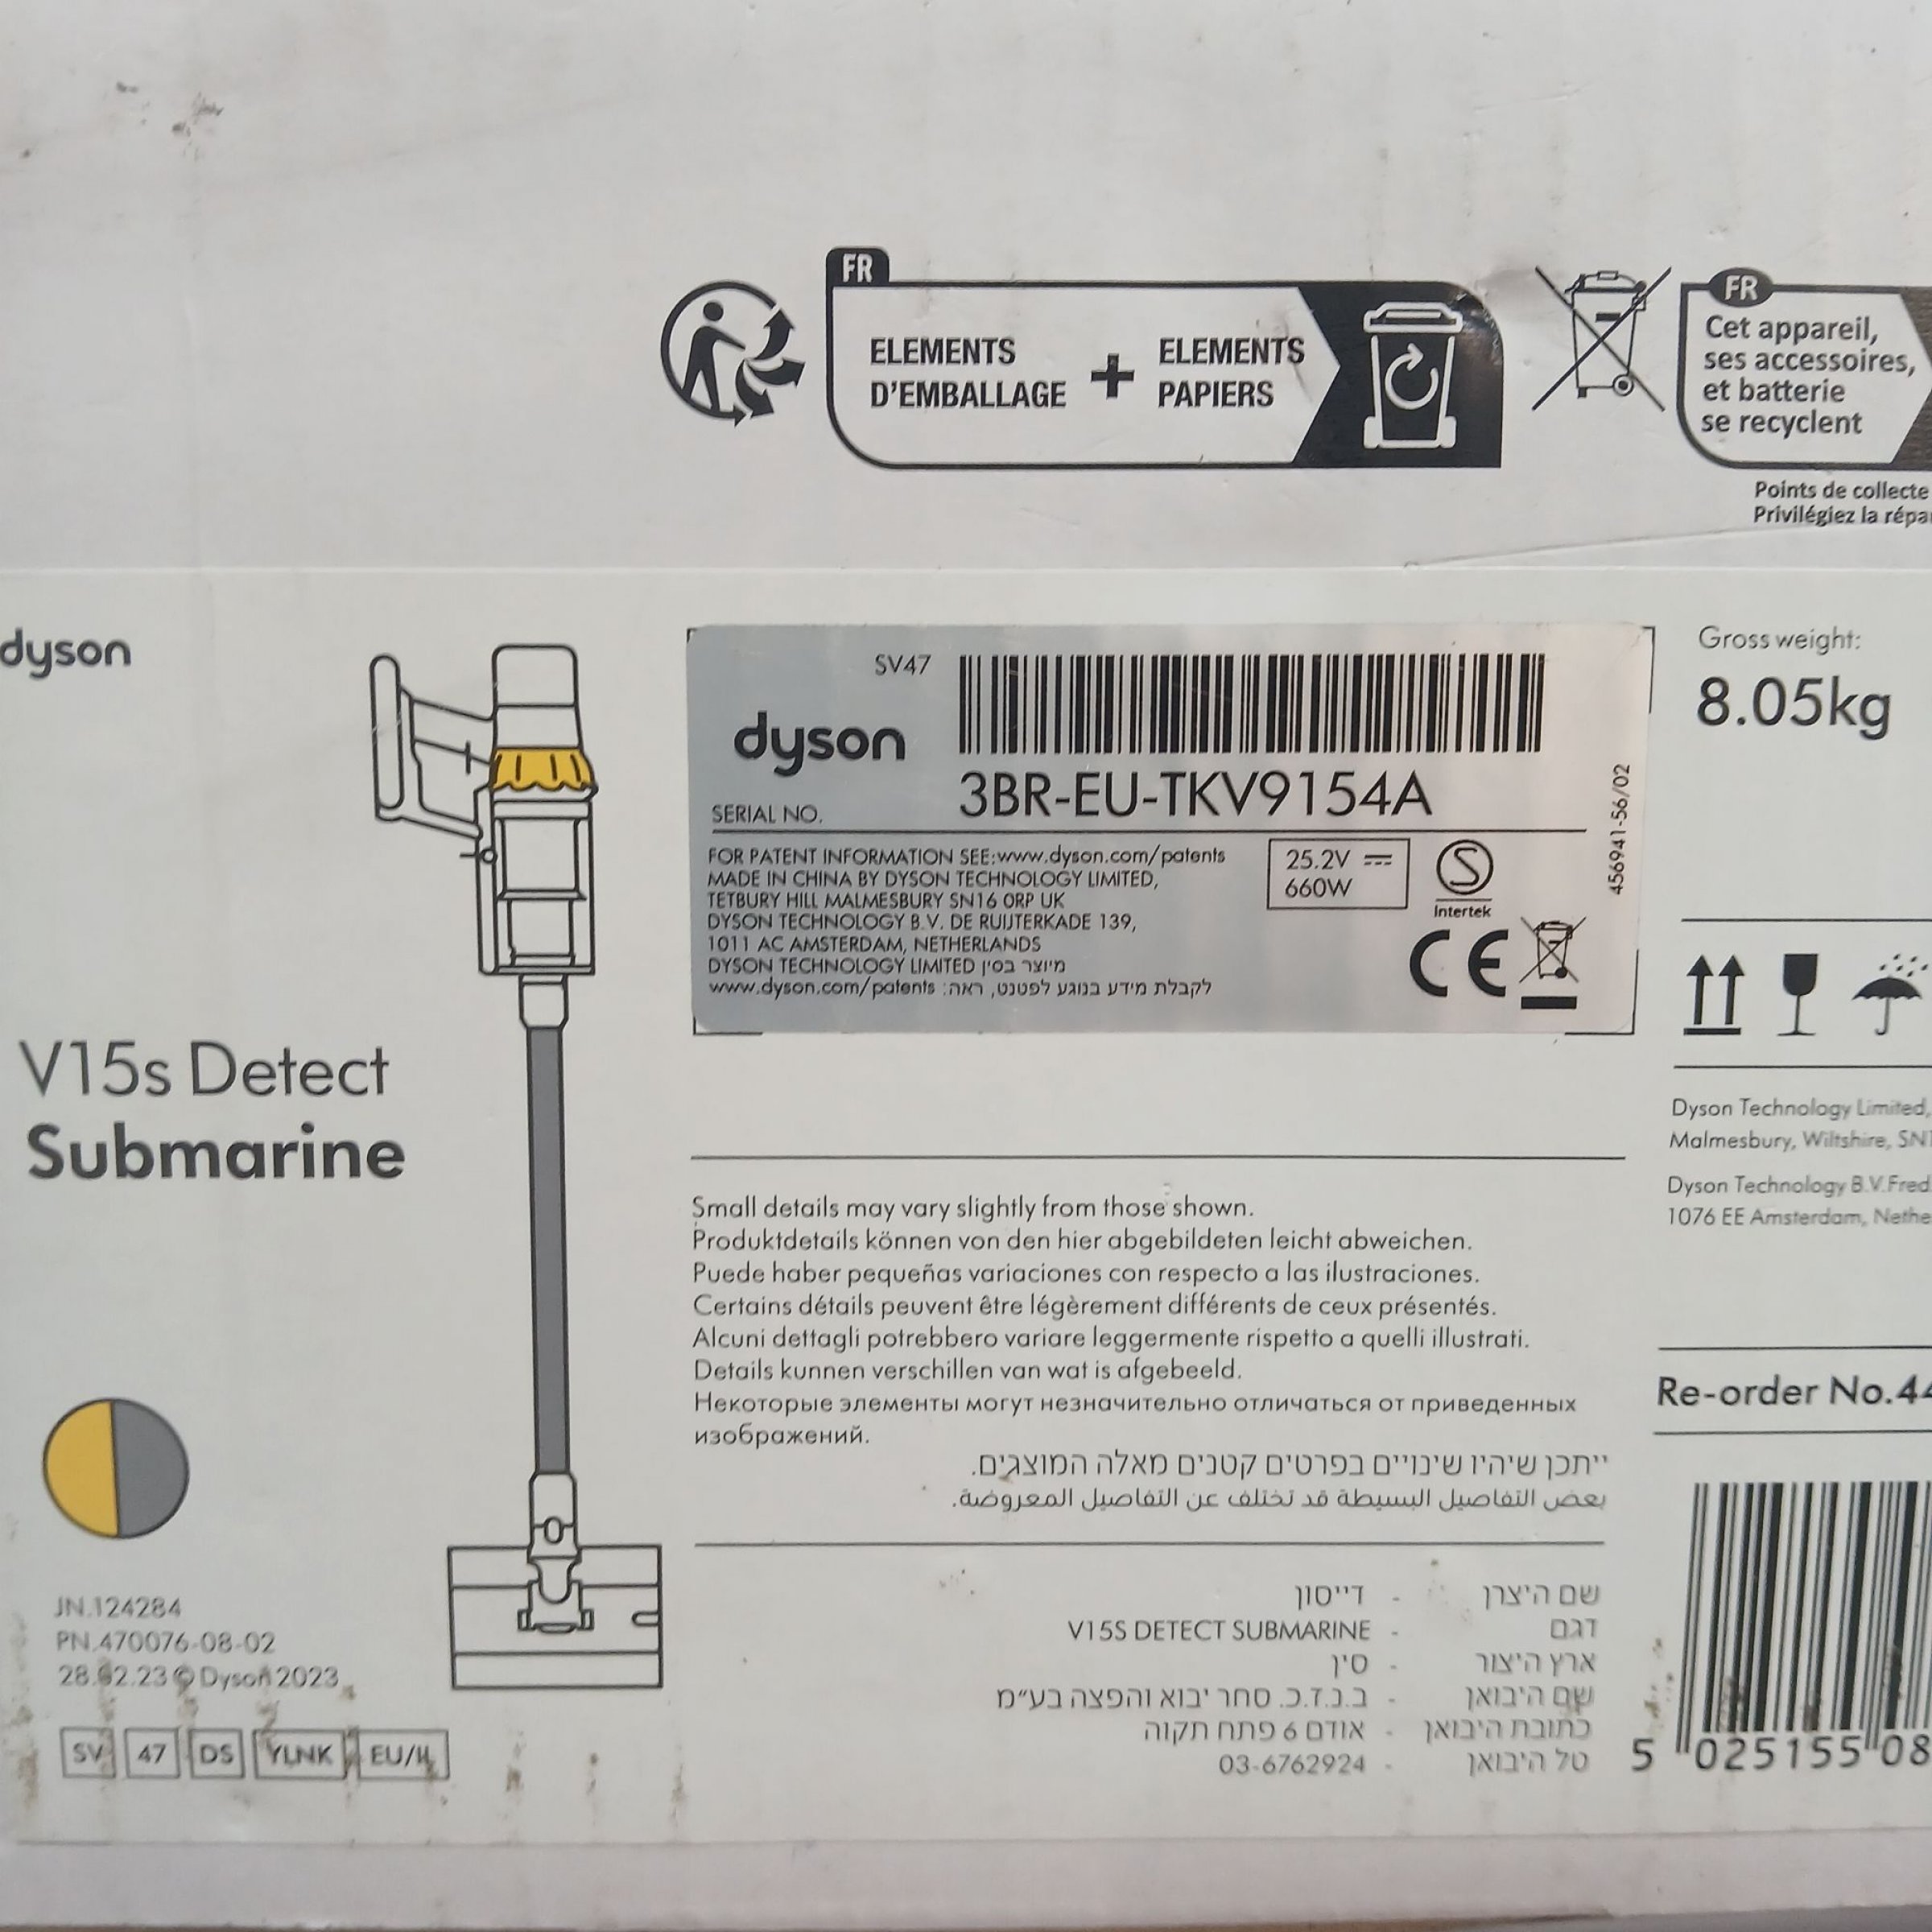 FR
ELEMENTS
D'EMBALLAGE
+
ELEMENTS
PAPIERS
FR
Cet appareil,
ses accessoires,
et batterie
se recyclent
Points de collecte
Privilégiez la
dyson
V15s Detect
Submarine
JN.124284
PN.470076-08-02
28.02.23 © Dyson 2023
SV 47 DS YLNK EU/
SV47
dyson
SERIAL NO.
3BR-EU-TKV9154A
FOR PATENT INFORMATION SEE:www.dyson.com/patents
MADE IN CHINA BY DYSON TECHNOLOGY LIMITED,
TETBURY HILL MALMESBURY SN16 0RP UK
DYSON TECHNOLOGY B.V. DE RUIJTERKADE 139,
1011 AC AMSTERDAM, NETHERLANDS
DYSON TECHNOLOGY LIMITED מיוצר בסין
לקבלת מידע בנוגע לפטנט, ראה: www.dyson.com/patents
25.2V
660W
S
Intertek
CE
456941-56/02
Small details may vary slightly from those shown.
Produktdetails können von den hier abgebildeten leicht abweichen.
Puede haber pequeñas variaciones con respecto a las ilustraciones.
Certains détails peuvent être légèrement différents de ceux présentés.
Alcuni dettagli potrebbero variare leggermente rispetto a quelli illustrati.
Details kunnen verschillen van wat is afgebeeld.
Некоторые элементы могут незначительно отличаться от приведенных
изображений.
ייתכן שיהיו שינויים בפרטים קטנים מאלה המוצגים.
بعض التفاصيل البسيطة قد تختلف عن التفاصيل المعروضة.
שם היצרן - דייסון
דגם - V15S DETECT SUBMARINE
ארץ היצור - סין
שם היבואן - ב.נ.ז.כ. סחר יבוא והפצה בע״מ
כתובת היבואן - אודם 6 פתח תקוה
טל היבואן - 03-6762924
Gross weight:
8.05kg
Dyson Technology Limited,
Malmesbury, Wiltshire,
Dyson Technology B.V.
1076 EE Amsterdam,
Re-order No.44
5 025155 08